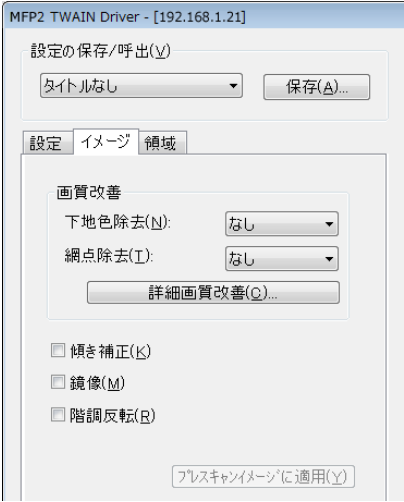 MFP2 TWAIN Driver - [192.168.1.21]
設定の保存/呼出(V)
タイトルなし 保存(A)...
設定 イメージ 領域
画質改善
下地色除去(N): なし
網点除去(T): なし
詳細画質改善(C)...
傾き補正(K)
鏡像(M)
階調反転(R)
プレスキャンイメージに適用(Y)